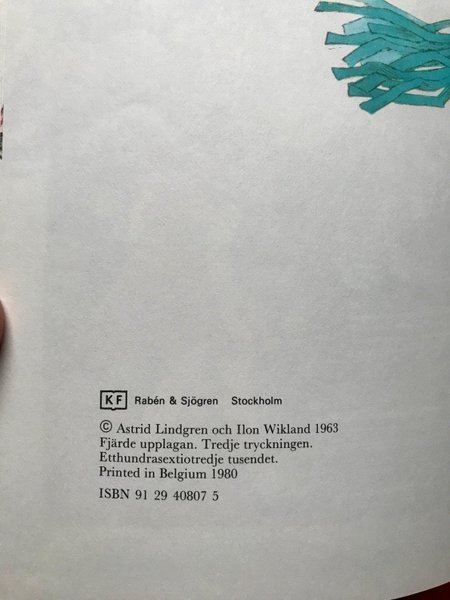 KF Rabén & Sjögren Stockholm
© Astrid Lindgren och Ilon Wikland 1963
Fjärde upplagan. Tredje tryckningen.
Etthundrasextiotredje tusendet.
Printed in Belgium 1980
ISBN 91 29 40807 5